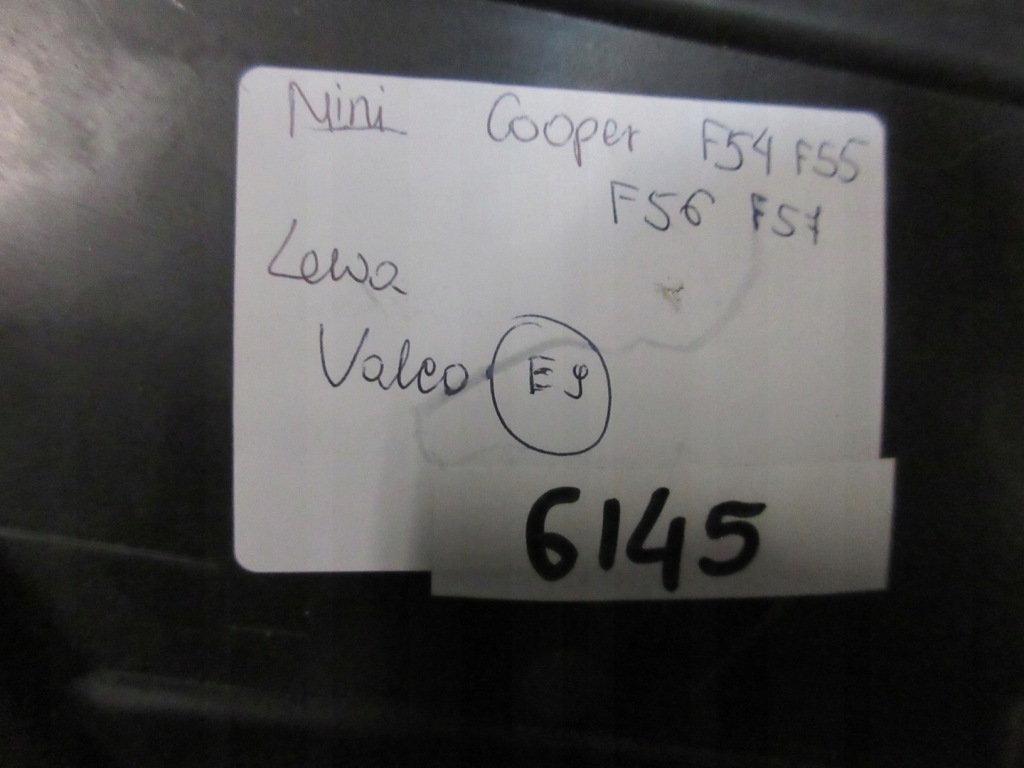 Mini Cooper F54 F55
F56 F57
Lewa
Valeo E9
6145